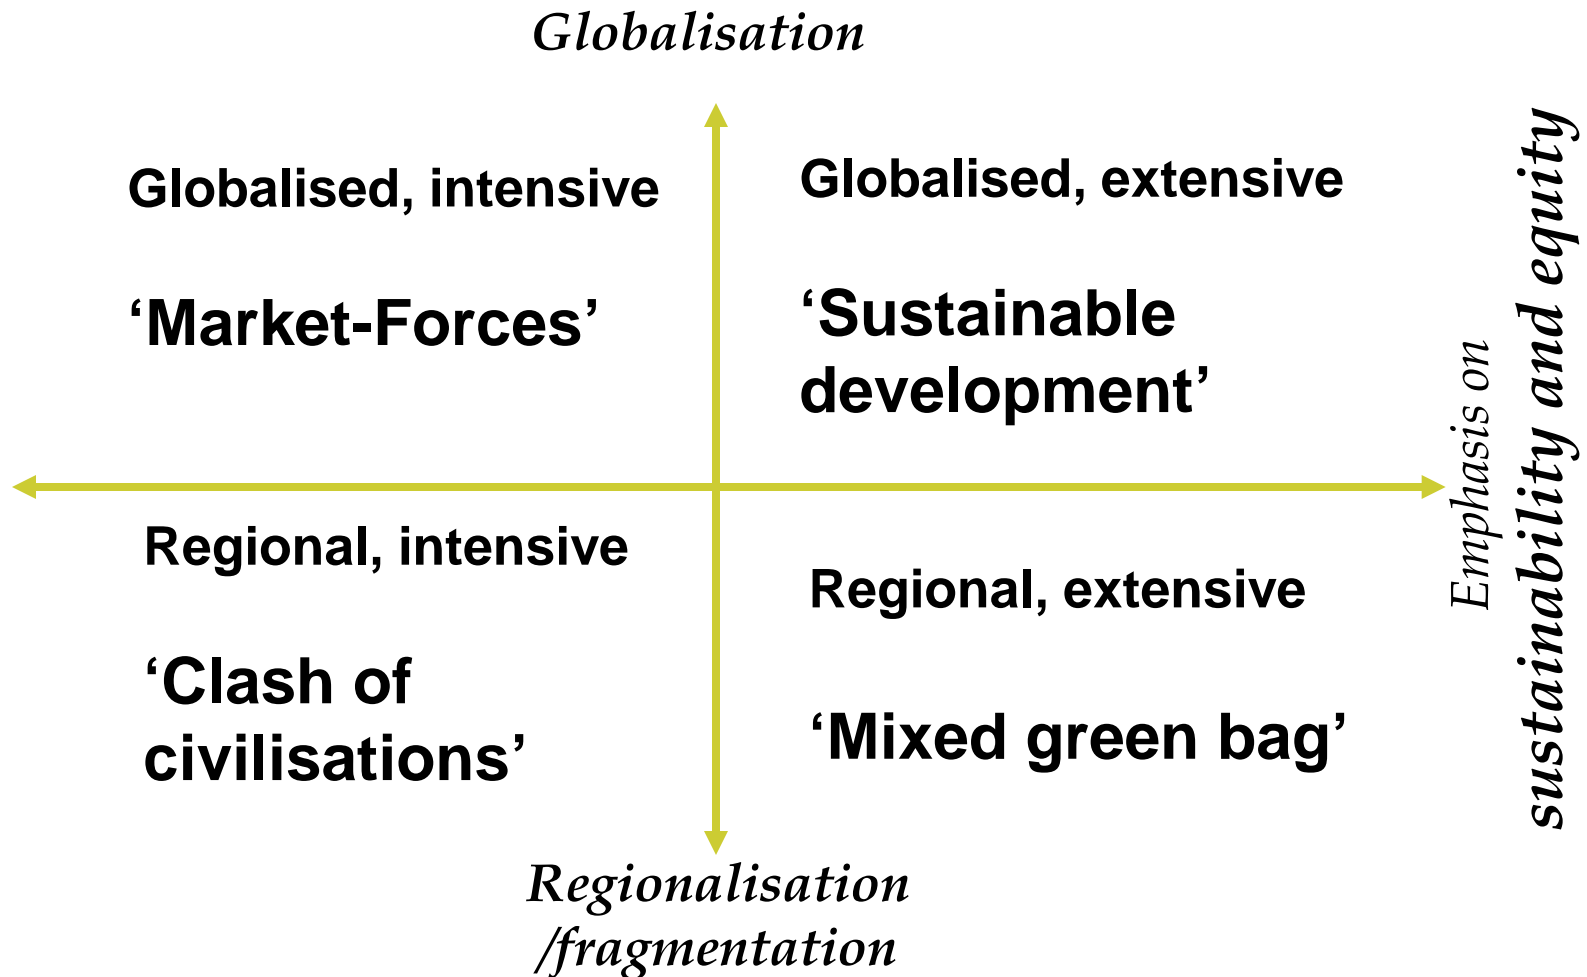 Globalisation
Globalised, intensive
‘Market-Forces’
Globalised, extensive
‘Sustainable
development’
Emphasis on
sustainability and equity
Regional, intensive
‘Clash of
civilisations’
Regional, extensive
‘Mixed green bag’
Regionalisation
/fragmentation